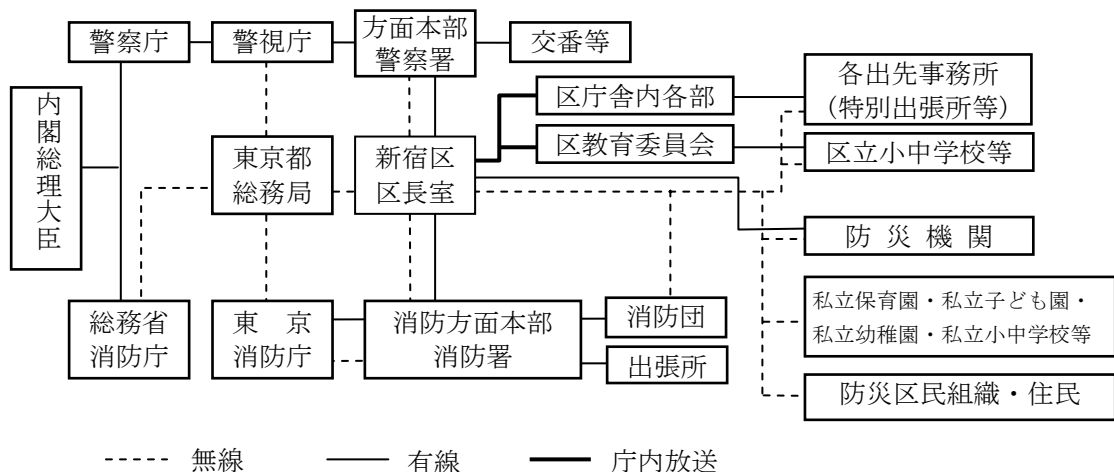 警察庁
警視庁
方面本部
警察署
交番等
区庁舎内各部
各出先事務所
(特別出張所等)
内閣総理大臣
東京都
総務局
新宿区
区長室
区教育委員会
区立小中学校等
防災機関
総務省
消防庁
東京
消防庁
消防方面本部
消防署
消防団
出張所
私立保育園・私立子ども園・
私立幼稚園・私立小中学校等
防災区民組織・住民
無線
有線
庁内放送